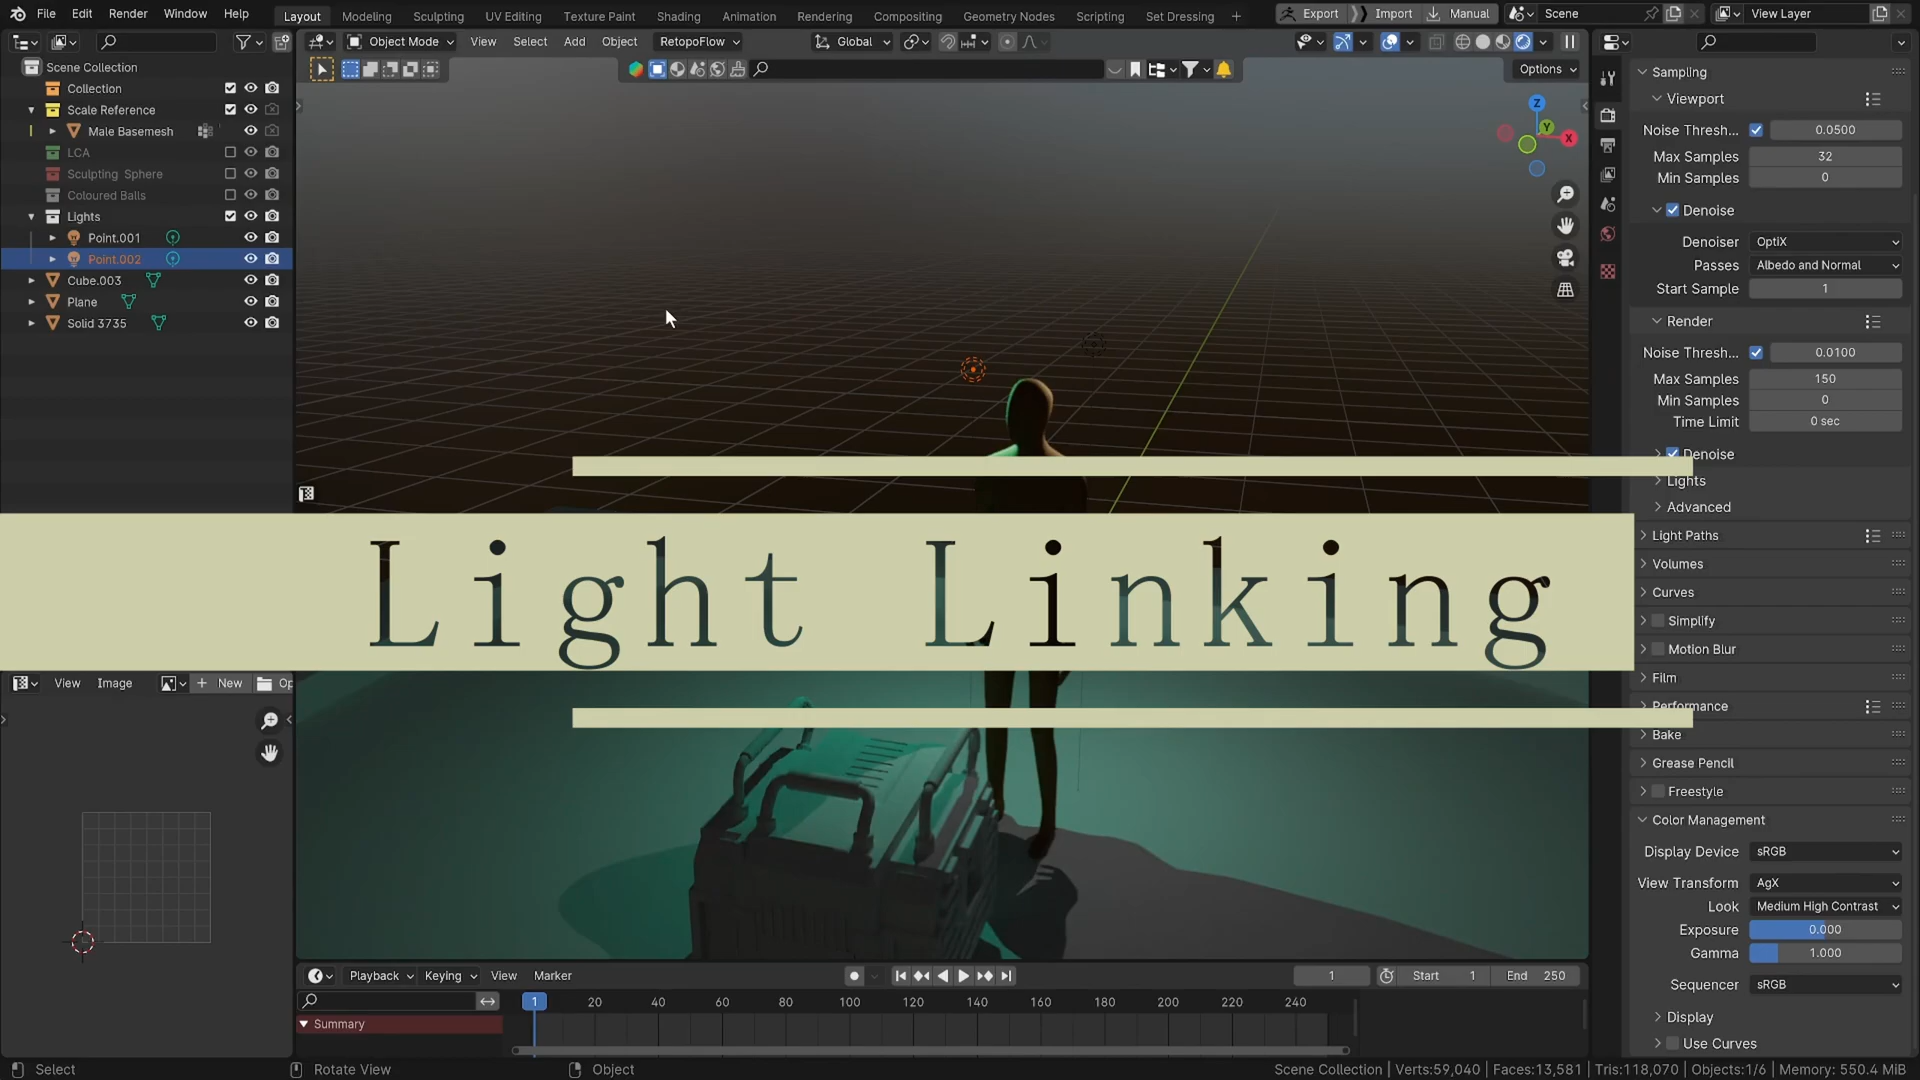 File Edit Render Window Help
Layout Modeling Sculpting UV Editing Texture Paint Shading Animation Rendering Compositing Geometry Nodes Scripting Set Dressing +
Export Import Manual Scene View Layer
Object Mode View Select Add Object RetopoFlow Global
Options
Scene Collection
Collection
Scale Reference
Male Basemesh
LCA
Sculpting Sphere
Coloured Balls
Lights
Point.001
Point.002
Cube.003
Plane
Solid 3735
Z
Y
X
Sampling
Viewport
Noise Thresh... 0.0500
Max Samples 32
Min Samples 0
Denoise
Denoiser OptiX
Passes Albedo and Normal
Start Sample 1
Render
Noise Thresh... 0.0100
Max Samples 150
Min Samples 0
Time Limit 0 sec
Denoise
Lights
Advanced
Light Paths
Volumes
Curves
Simplify
Motion Blur
Film
Performance
Bake
Grease Pencil
Freestyle
Color Management
Display Device sRGB
View Transform AgX
Look Medium High Contrast
Exposure 0.000
Gamma 1.000
Sequencer sRGB
Display
Use Curves
Light Linking
View Image + New Op
Playback Keying View Marker
1 Start 1 End 250
1 20 40 60 80 100 120 140 160 180 200 220 240
Summary
Select Rotate View Object
Scene Collection | Verts:59,040 | Faces:13,581 | Tris:118,070 | Objects:1/6 | Memory: 550.4 MiB